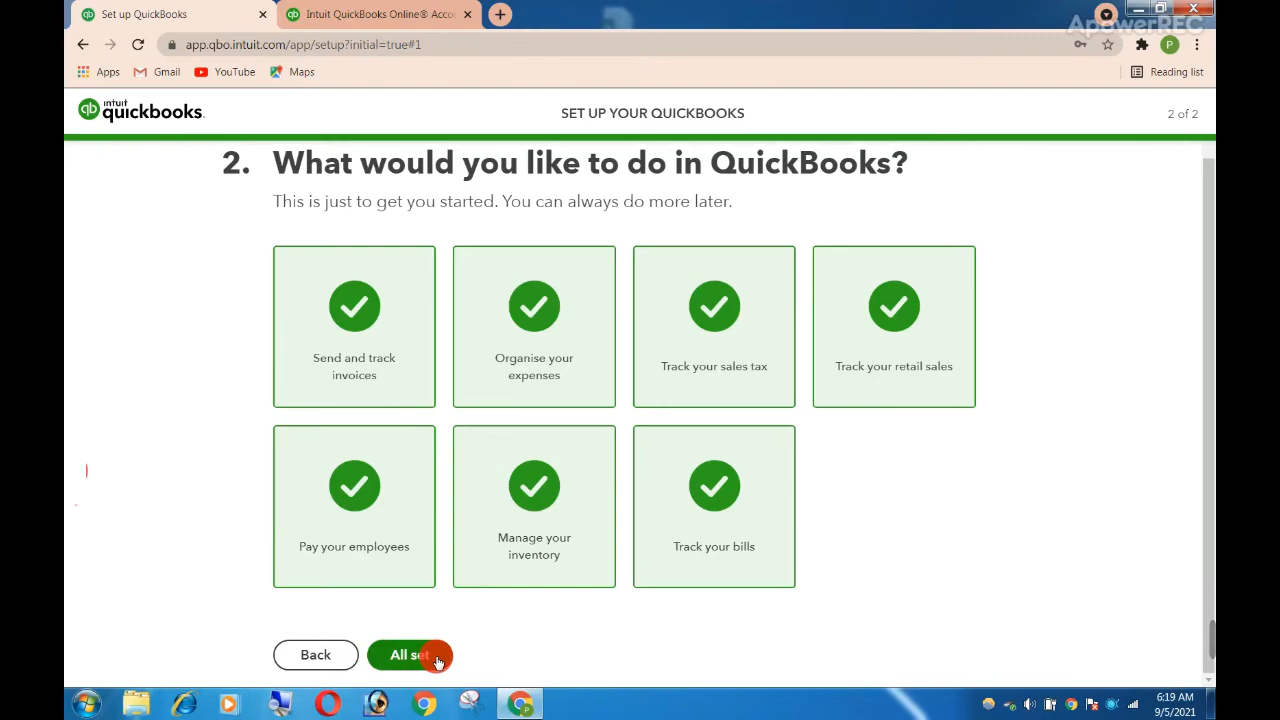 Set up QuickBooks
Intuit QuickBooks Online® Acco
ApowerREC
app.qbo.intuit.com/app/setup?initial=true#1
P
Apps
Gmail
YouTube
Maps
Reading list
qb
intuit
quickbooks.
SET UP YOUR QUICKBOOKS
2 of 2
2. What would you like to do in QuickBooks?
This is just to get you started. You can always do more later.
Send and track
invoices
Organise your
expenses
Track your sales tax
Track your retail sales
Pay your employees
Manage your
inventory
Track your bills
Back
All set
6:19 AM
9/5/2021